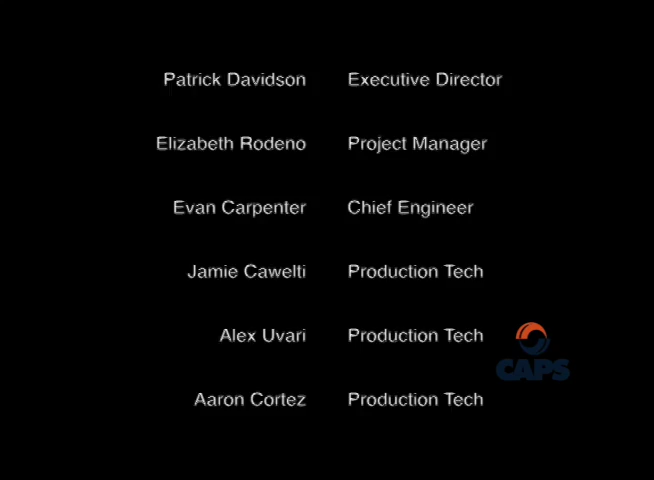 Patrick Davidson Executive Director
Elizabeth Rodeno Project Manager
Evan Carpenter Chief Engineer
Jamie Cawelti Production Tech
Alex Uvari Production Tech
Aaron Cortez Production Tech
CAPS